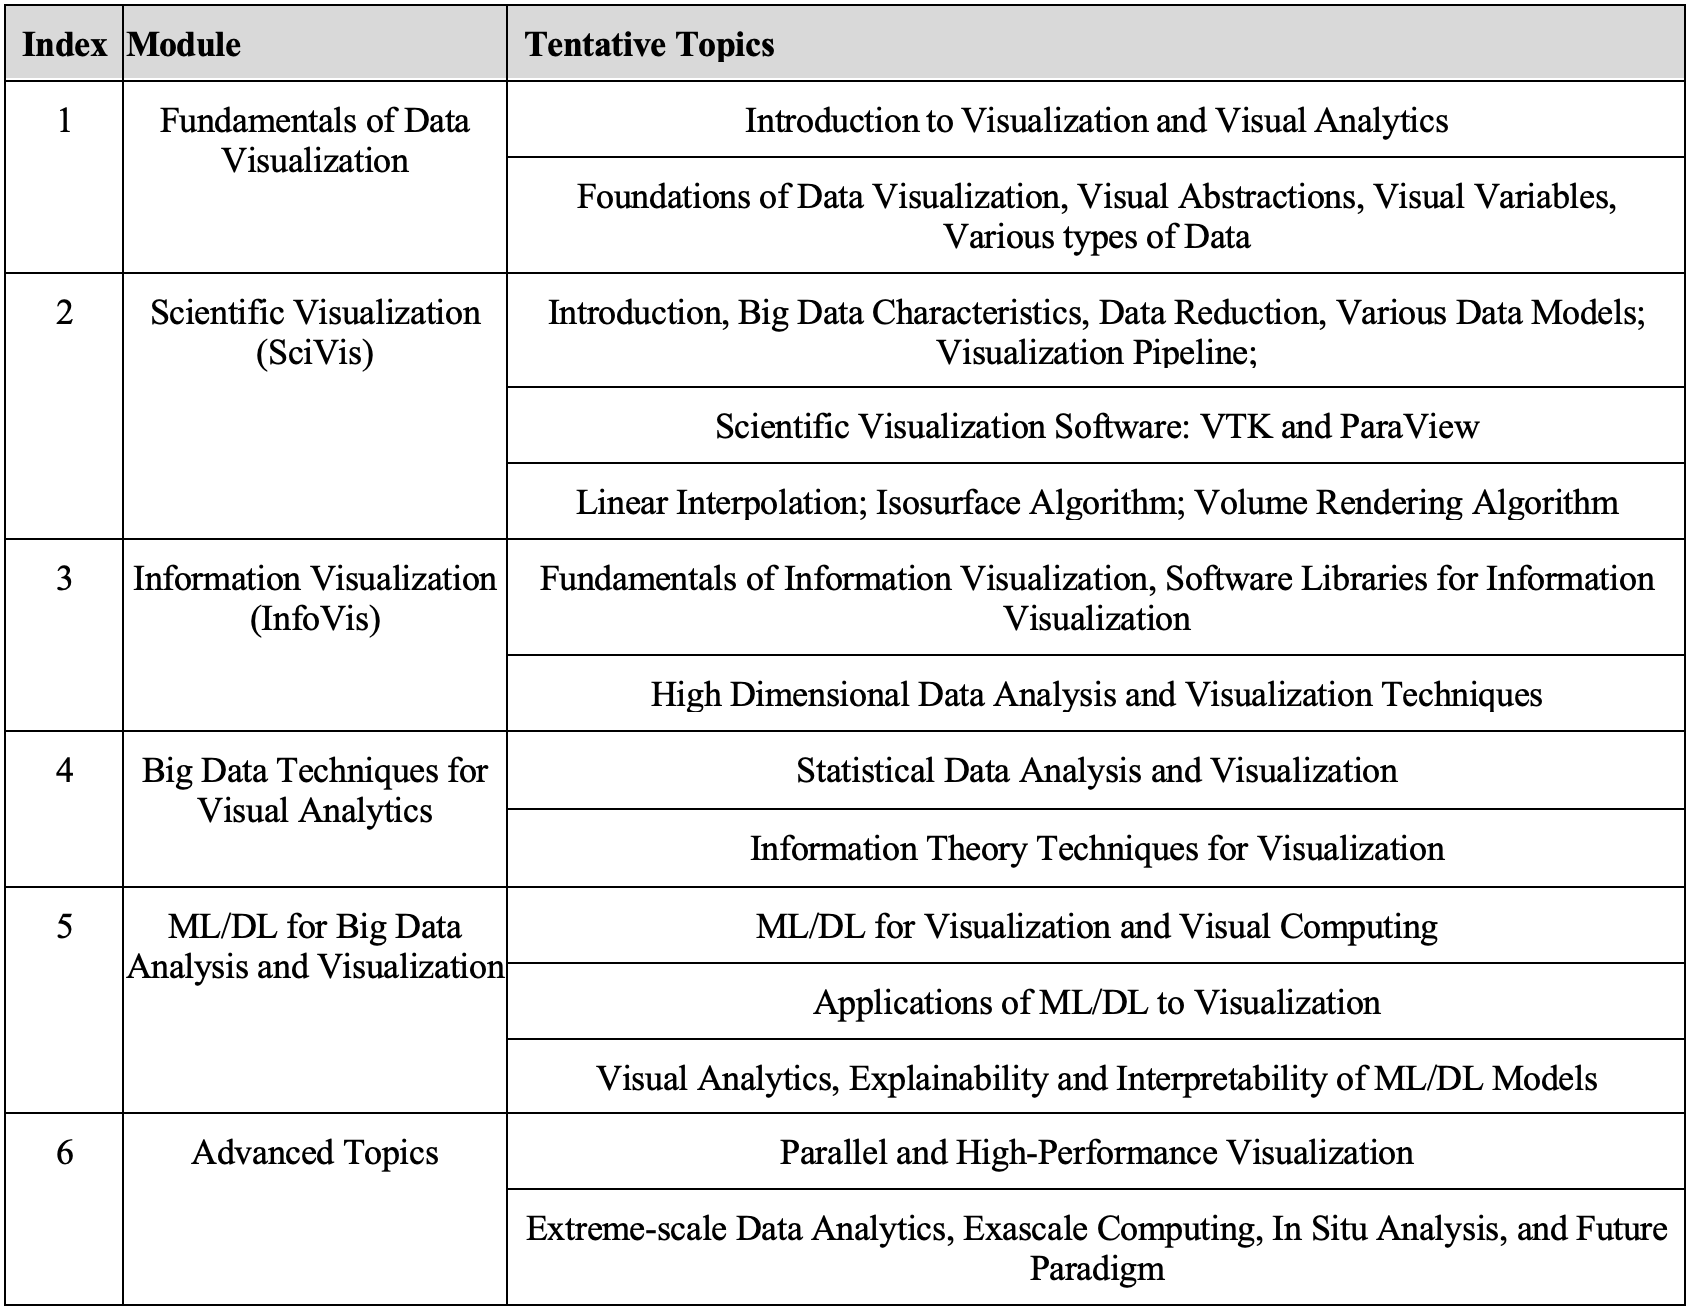 Index Module Tentative Topics
1 Fundamentals of Data Introduction to Visualization and Visual Analytics
Visualization
Foundations of Data Visualization, Visual Abstractions, Visual Variables,
Various types of Data
2 Scientific Visualization Introduction, Big Data Characteristics, Data Reduction, Various Data Models;
(SciVis) Visualization Pipeline;
Scientific Visualization Software: VTK and ParaView
Linear Interpolation; Isosurface Algorithm; Volume Rendering Algorithm
3 Information Visualization Fundamentals of Information Visualization, Software Libraries for Information
(InfoVis) Visualization
High Dimensional Data Analysis and Visualization Techniques
4 Big Data Techniques for Statistical Data Analysis and Visualization
Visual Analytics
Information Theory Techniques for Visualization
5 ML/DL for Big Data ML/DL for Visualization and Visual Computing
Analysis and Visualization
Applications of ML/DL to Visualization
Visual Analytics, Explainability and Interpretability of ML/DL Models
6 Advanced Topics Parallel and High-Performance Visualization
Extreme-scale Data Analytics, Exascale Computing, In Situ Analysis, and Future
Paradigm